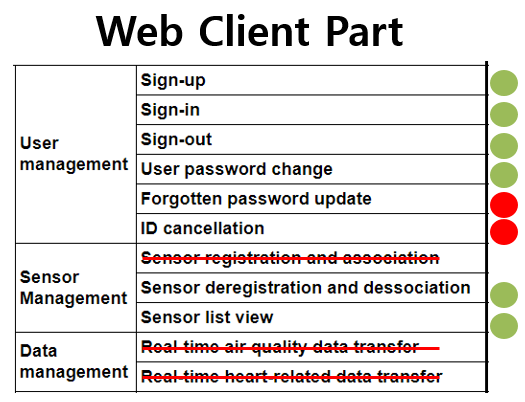 Web Client Part
User
management
Sign-up
Sign-in
Sign-out
User password change
Forgotten password update
ID cancellation
Sensor
Management
Sensor registration and association
Sensor deregistration and dessociation
Sensor list view
Data
management
Real-time air quality data transfer
Real-time heart-related data transfer